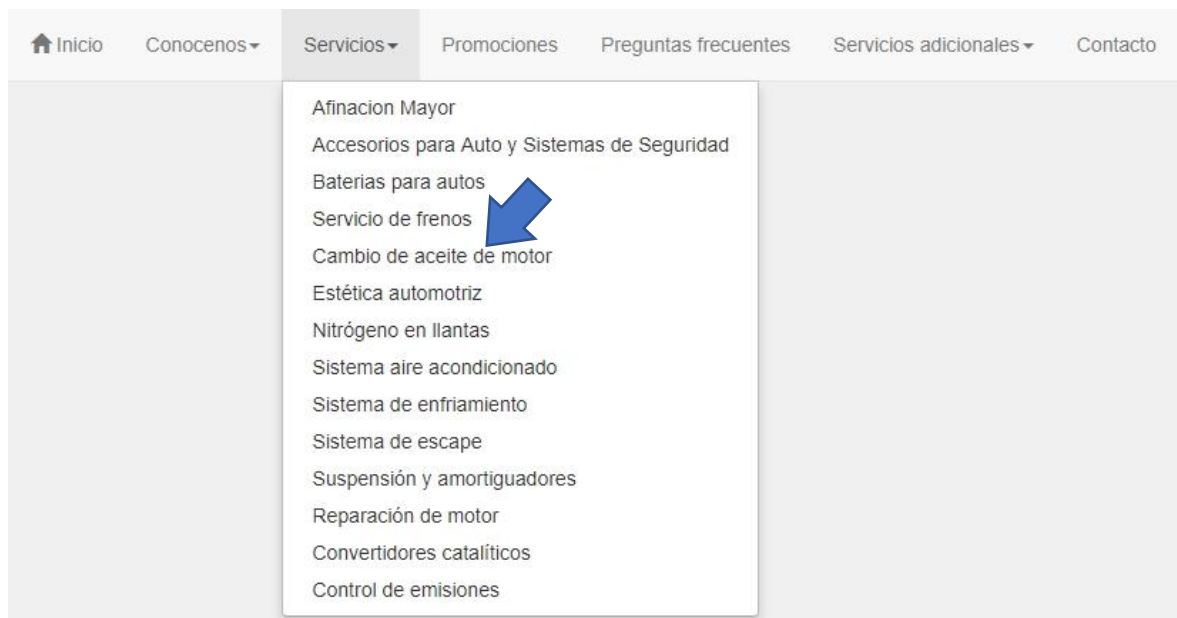 Inicio Conocenos Servicios Promociones Preguntas frecuentes Servicios adicionales Contacto
Afinacion Mayor
Accesorios para Auto y Sistemas de Seguridad
Baterias para autos
Servicio de frenos
Cambio de aceite de motor
Estética automotriz
Nitrógeno en llantas
Sistema aire acondicionado
Sistema de enfriamiento
Sistema de escape
Suspensión y amortiguadores
Reparación de motor
Convertidores catalíticos
Control de emisiones